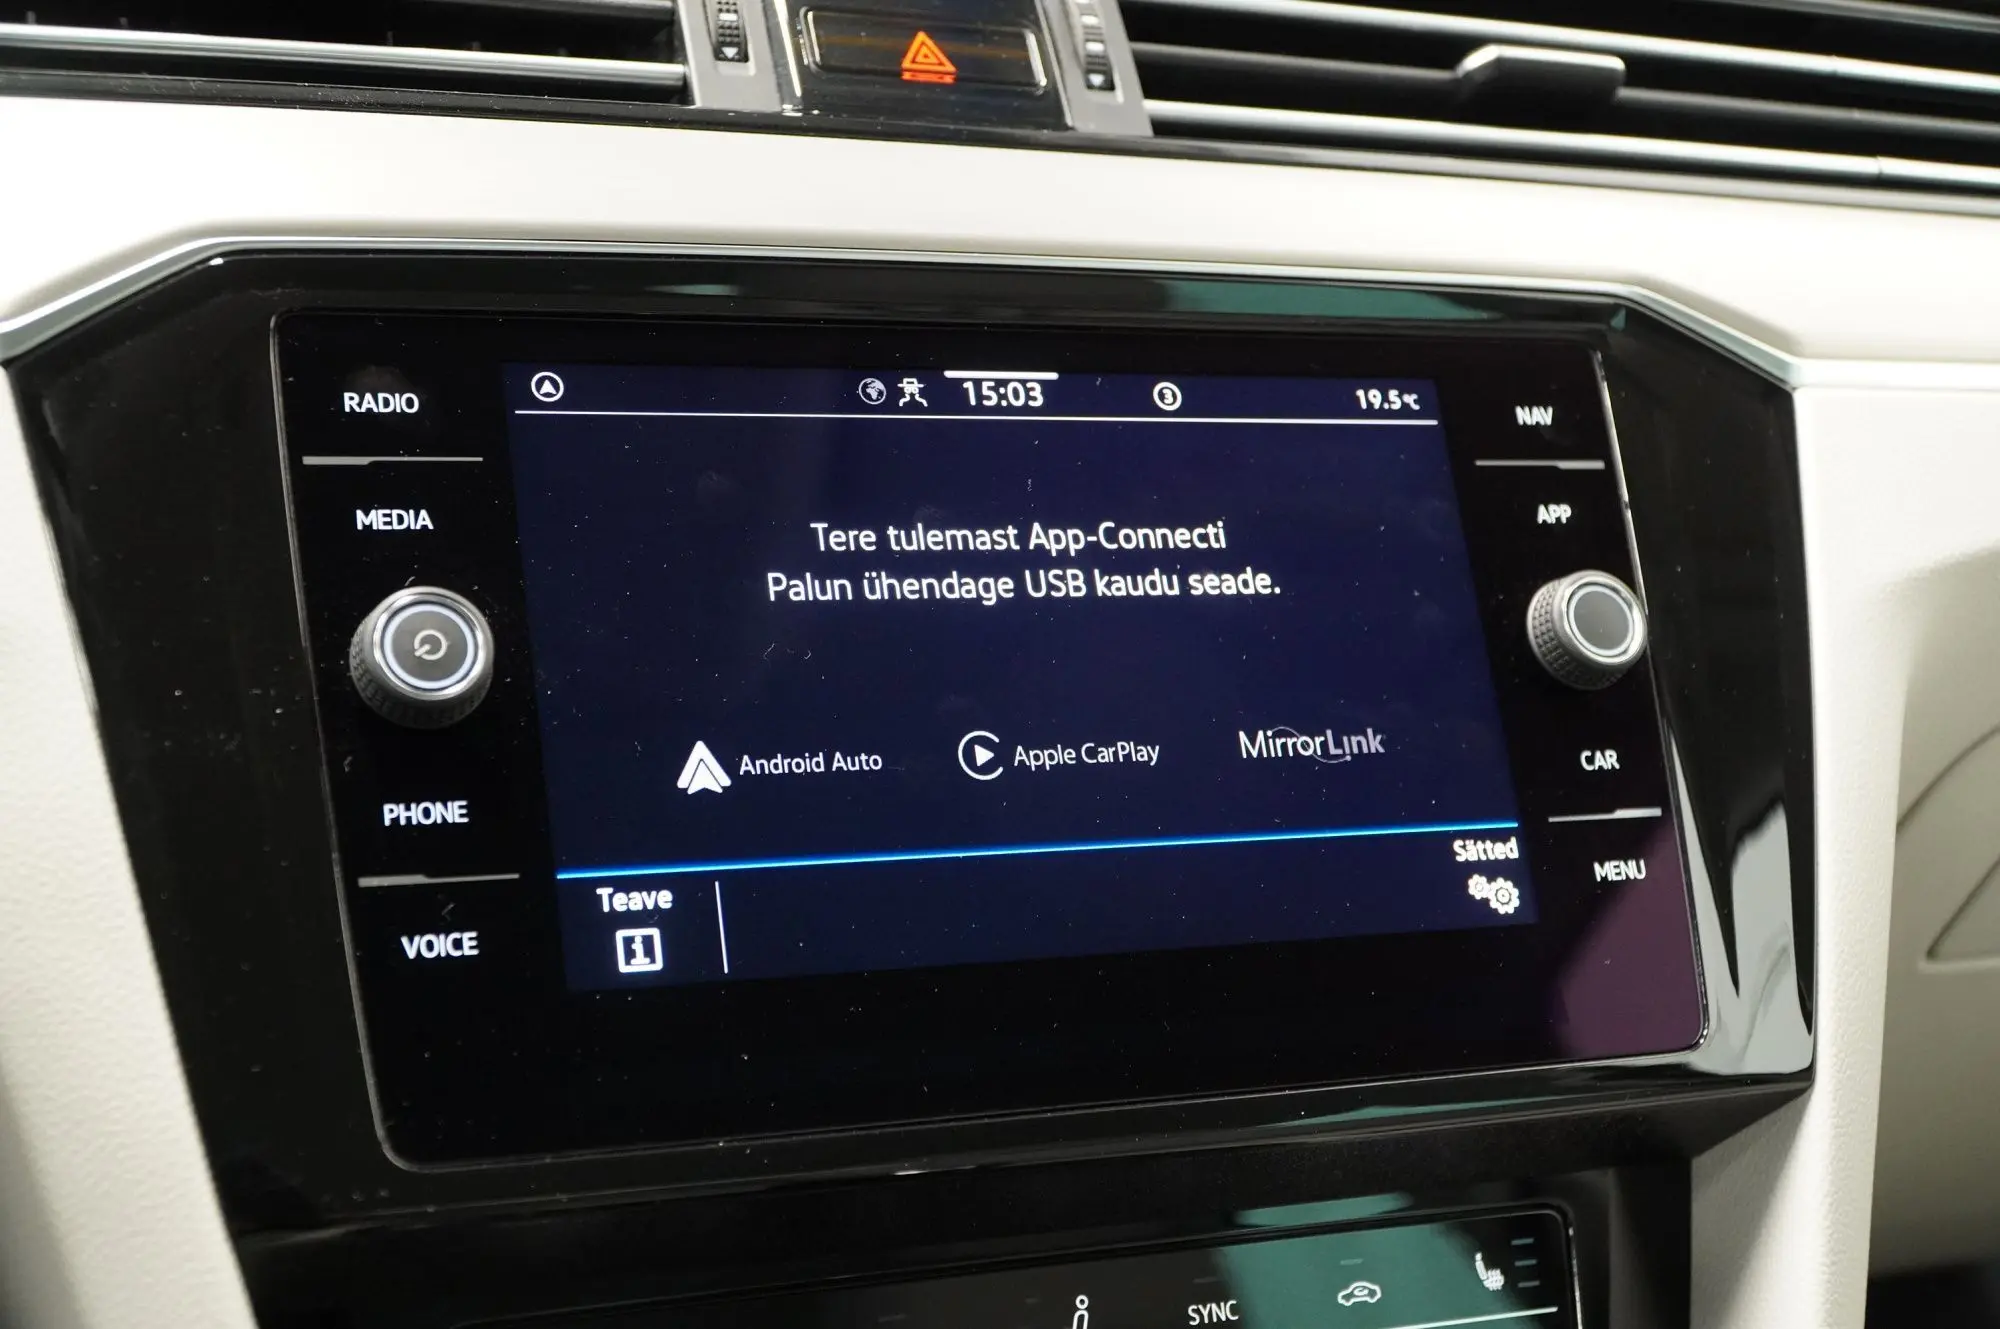 RADIO
MEDIA
PHONE
VOICE
15:03
3
19.5°C
Tere tulemast App-Connecti
Palun ühendage USB kaudu seade.
Android Auto
Apple CarPlay
MirrorLink
Sätted
Teave
i
NAV
APP
CAR
MENU
SYNC